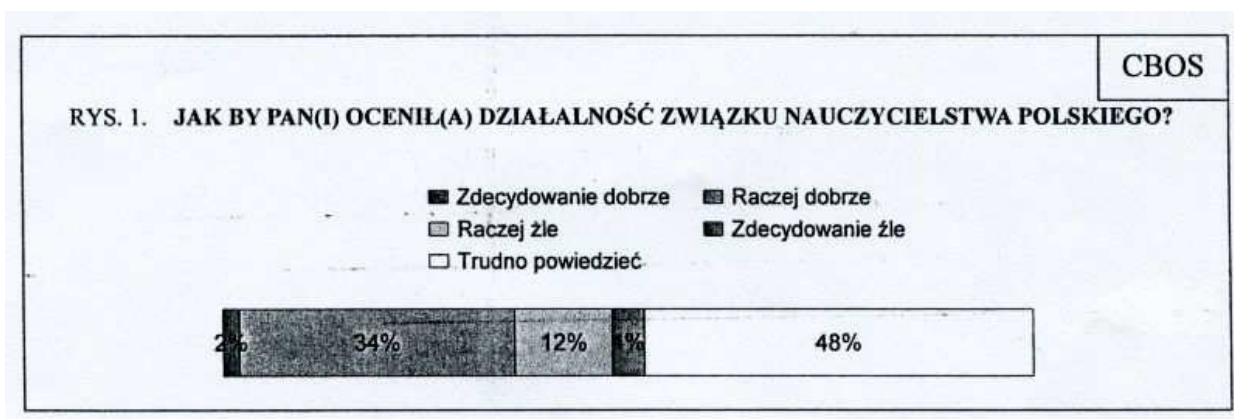 CBOS
RYS. 1. JAK BY PAN(I) OCENIŁ(A) DZIAŁALNOŚĆ ZWIĄZKU NAUCZYCIELSTWA POLSKIEGO?
Zdecydowanie dobrze Raczej dobrze
Raczej źle Zdecydowanie źle
Trudno powiedzieć
2% 34% 12% 4% 48%